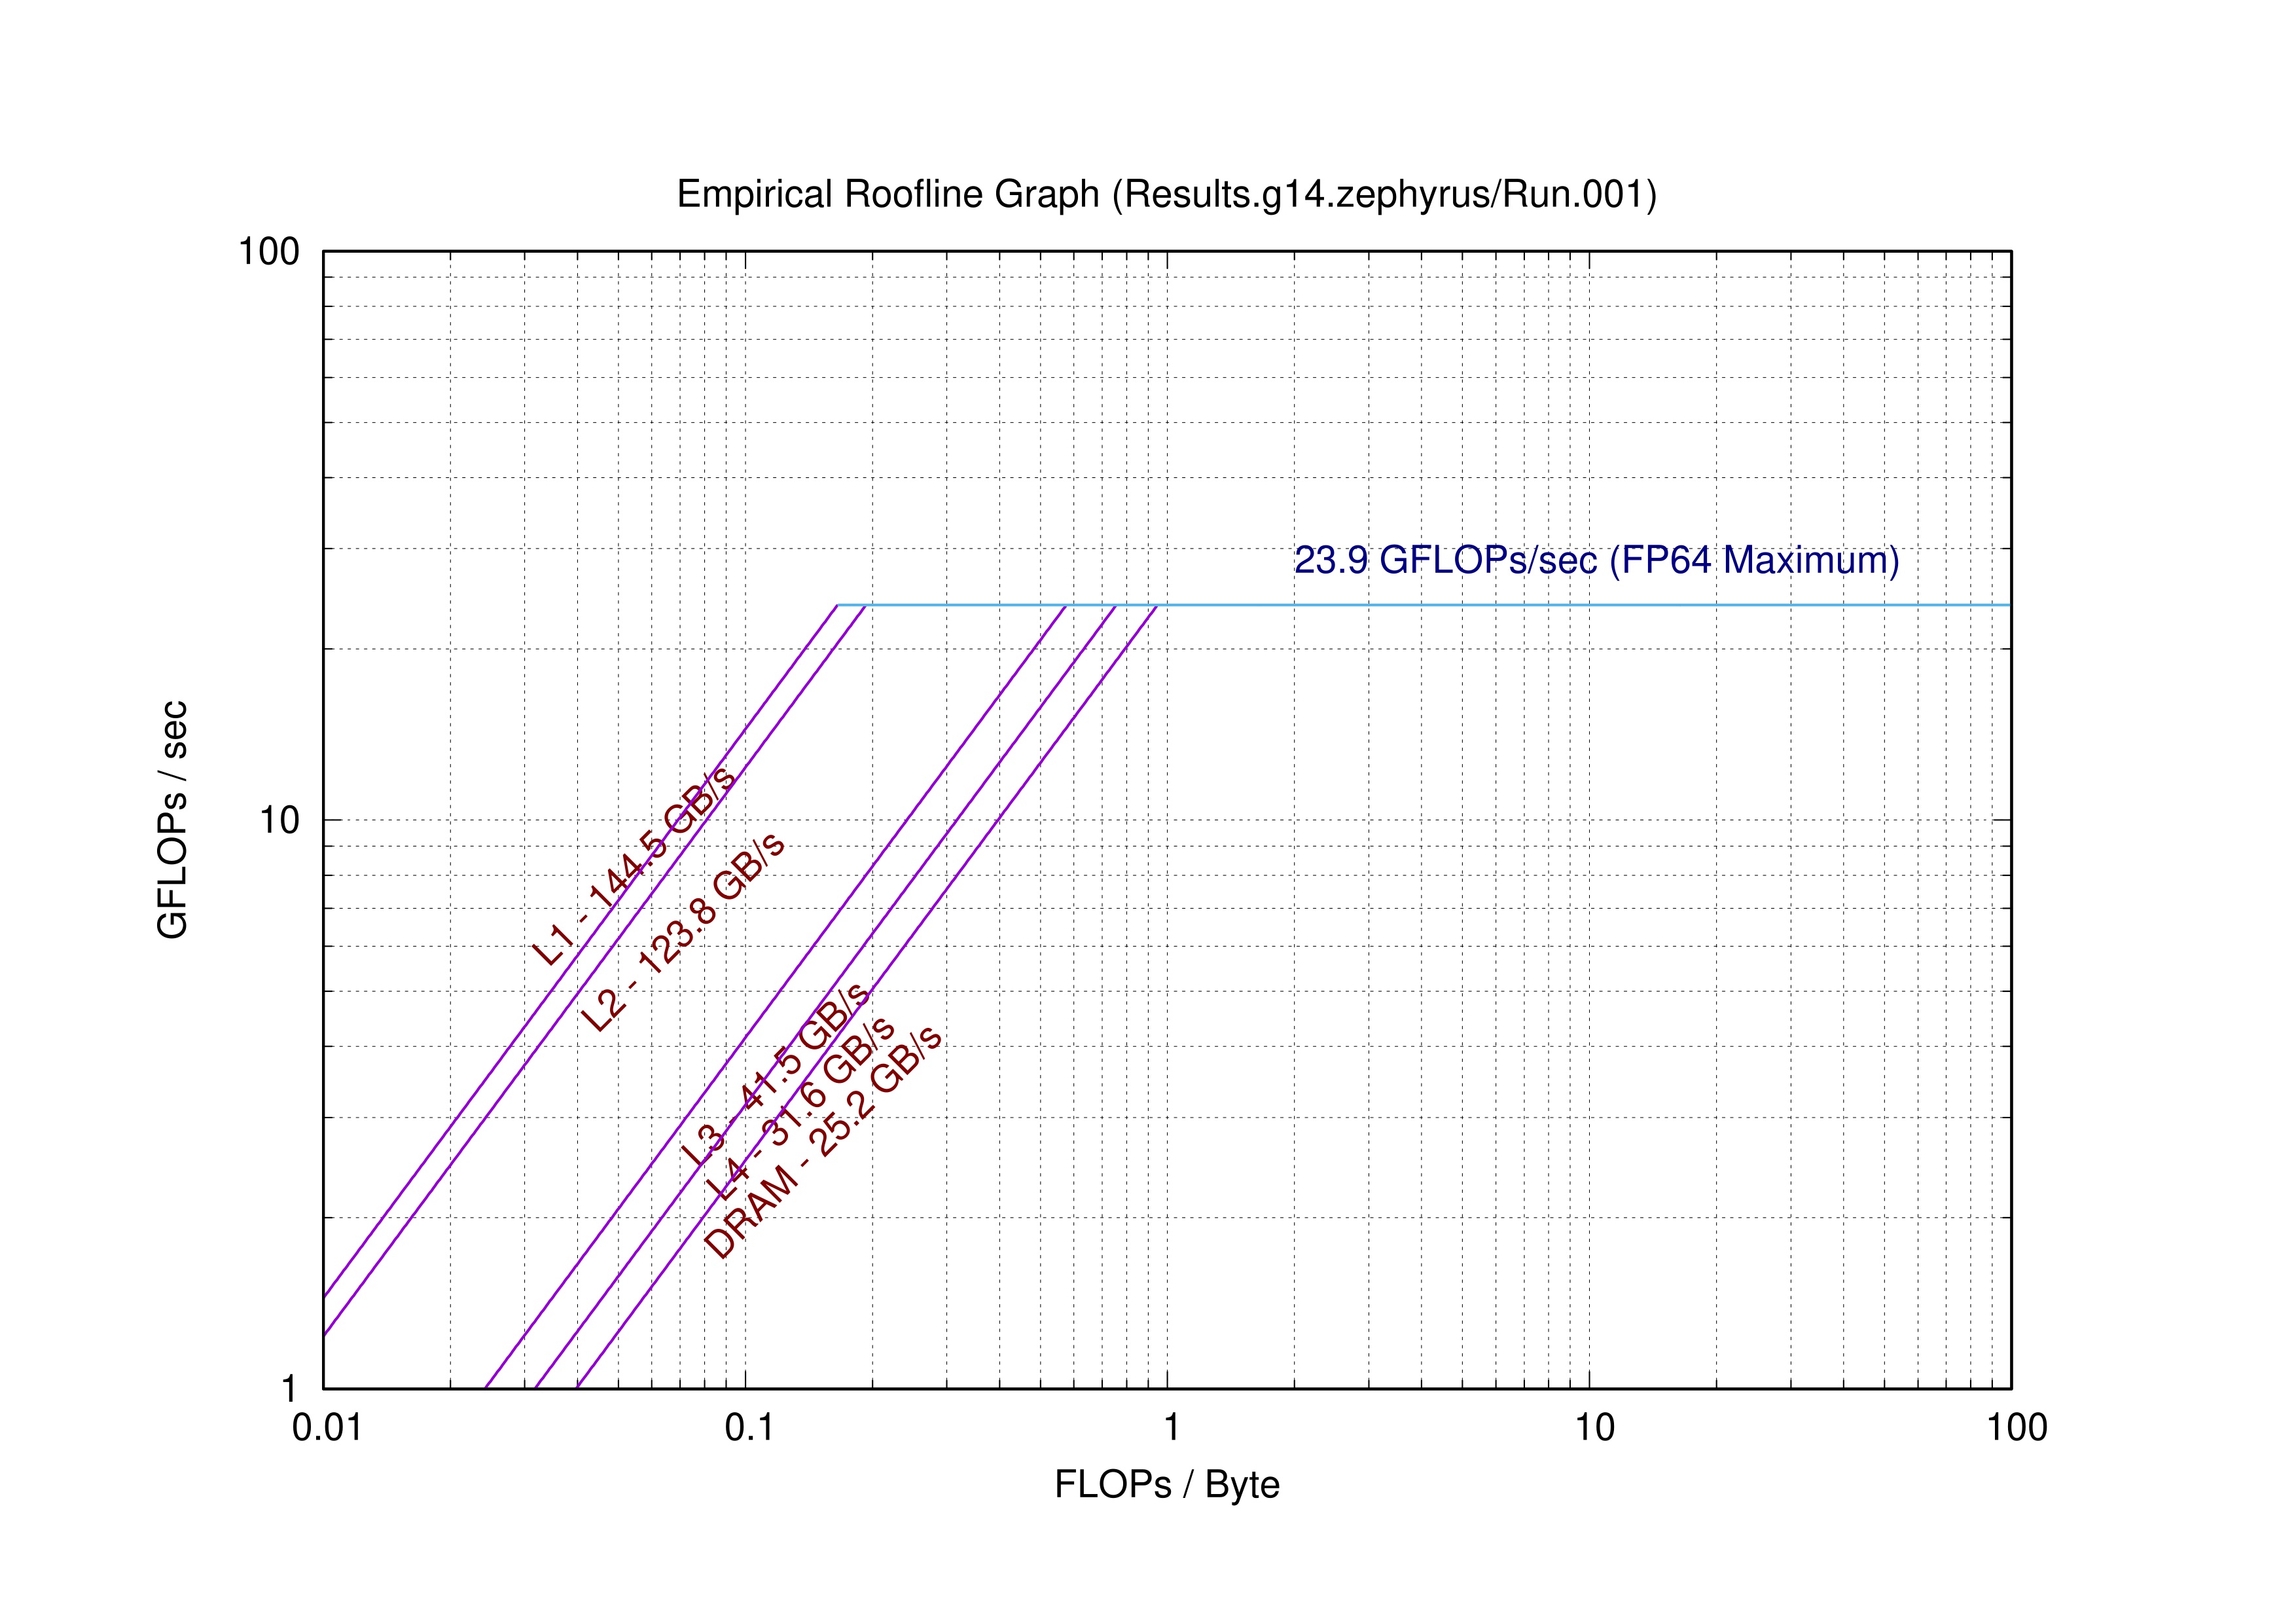 Empirical Roofline Graph (Results.g14.zephyrus/Run.001)
100
10
1
GFLOPs / sec
23.9 GFLOPs/sec (FP64 Maximum)
L1 - 144.5 GB/s
L2 - 123.8 GB/s
L3 - 41.5 GB/s
L4 - 31.6 GB/s
DRAM - 25.2 GB/s
0.01
0.1
1
10
100
FLOPs / Byte